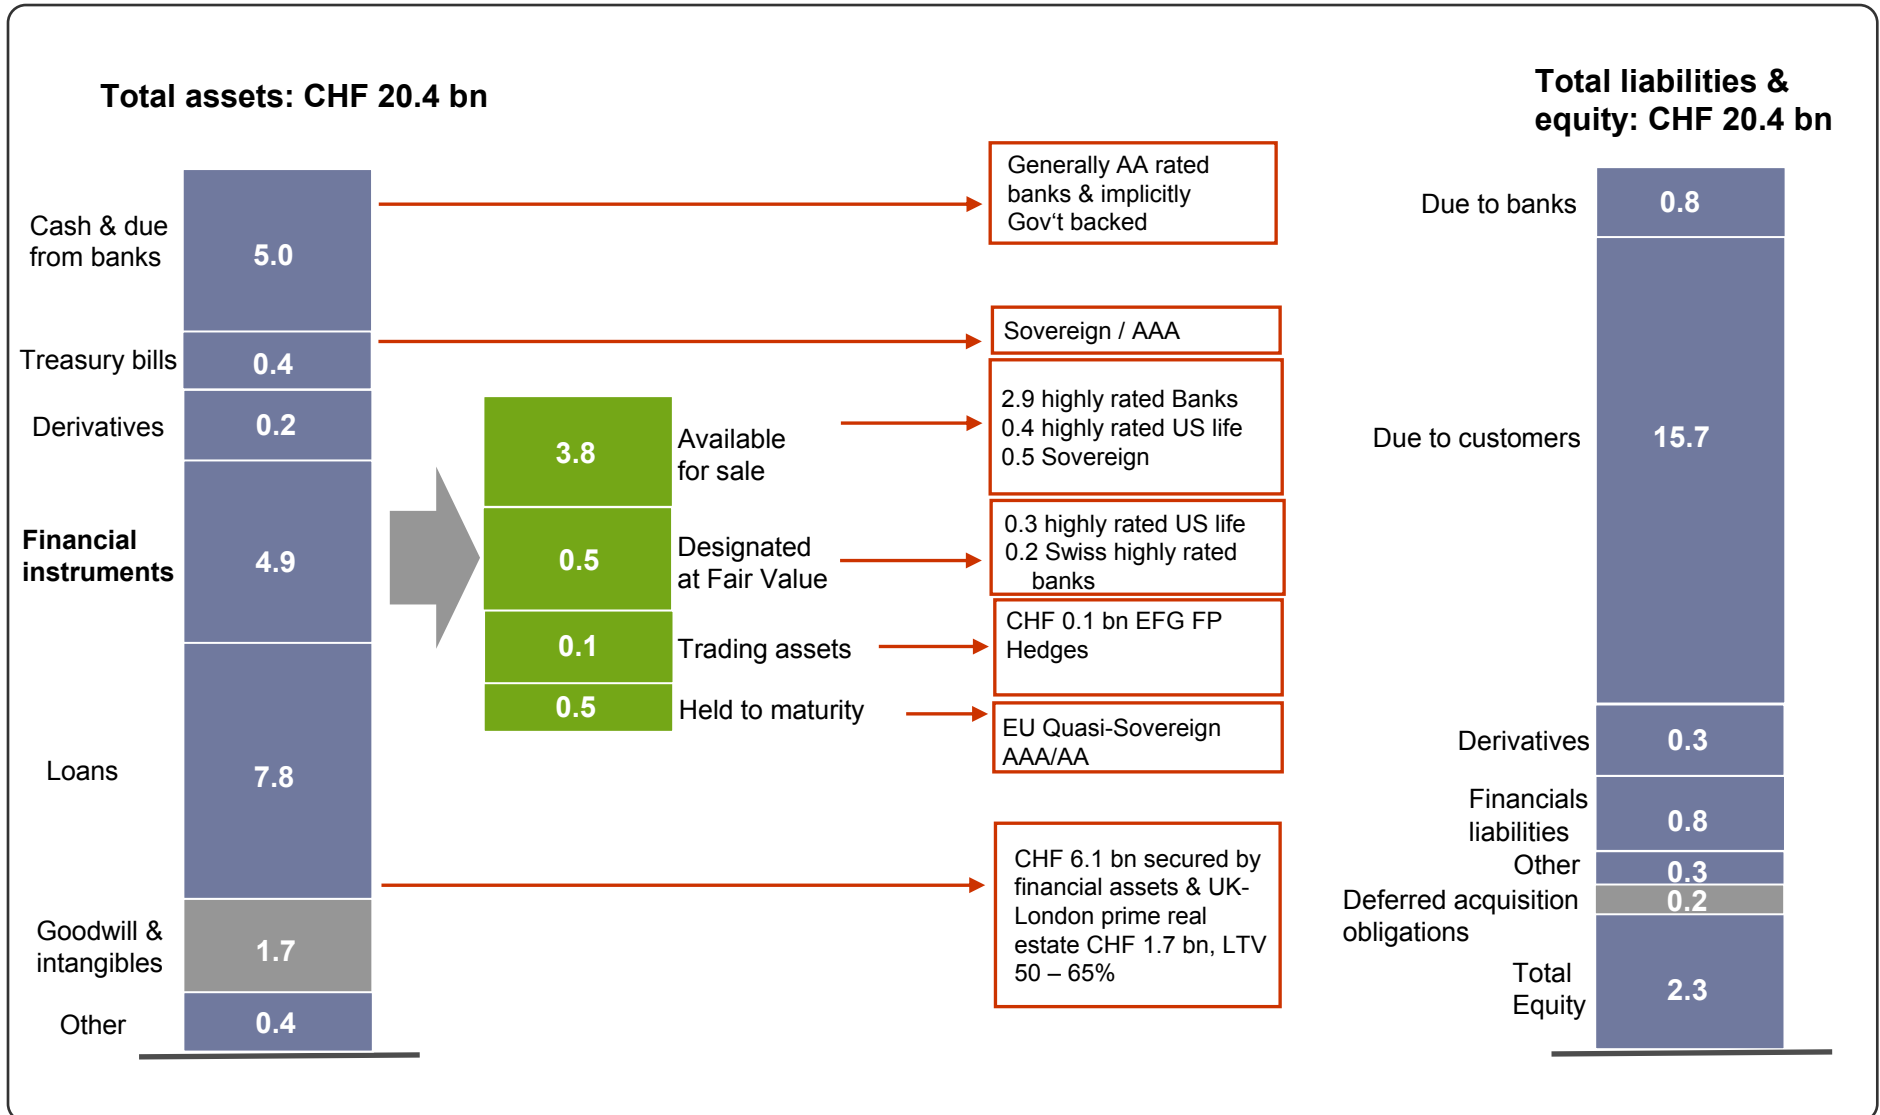 Total assets: CHF 20.4 bn
Cash & due
from banks
5.0
Treasury bills
0.4
Derivatives
0.2
Financial
instruments
4.9
Loans
7.8
Goodwill &
intangibles
1.7
Other
0.4
3.8
Available
for sale
0.5
Designated
at Fair Value
0.1
Trading assets
0.5
Held to maturity
Generally AA rated
banks & implicitly
Gov‘t backed
Sovereign / AAA
2.9 highly rated Banks
0.4 highly rated US life
0.5 Sovereign
0.3 highly rated US life
0.2 Swiss highly rated
banks
CHF 0.1 bn EFG FP
Hedges
EU Quasi-Sovereign
AAA/AA
CHF 6.1 bn secured by
financial assets & UK-
London prime real
estate CHF 1.7 bn, LTV
50 – 65%
Total liabilities &
equity: CHF 20.4 bn
Due to banks
0.8
Due to customers
15.7
Derivatives
0.3
Financials
liabilities
0.8
Other
0.3
Deferred acquisition
obligations
0.2
Total
Equity
2.3